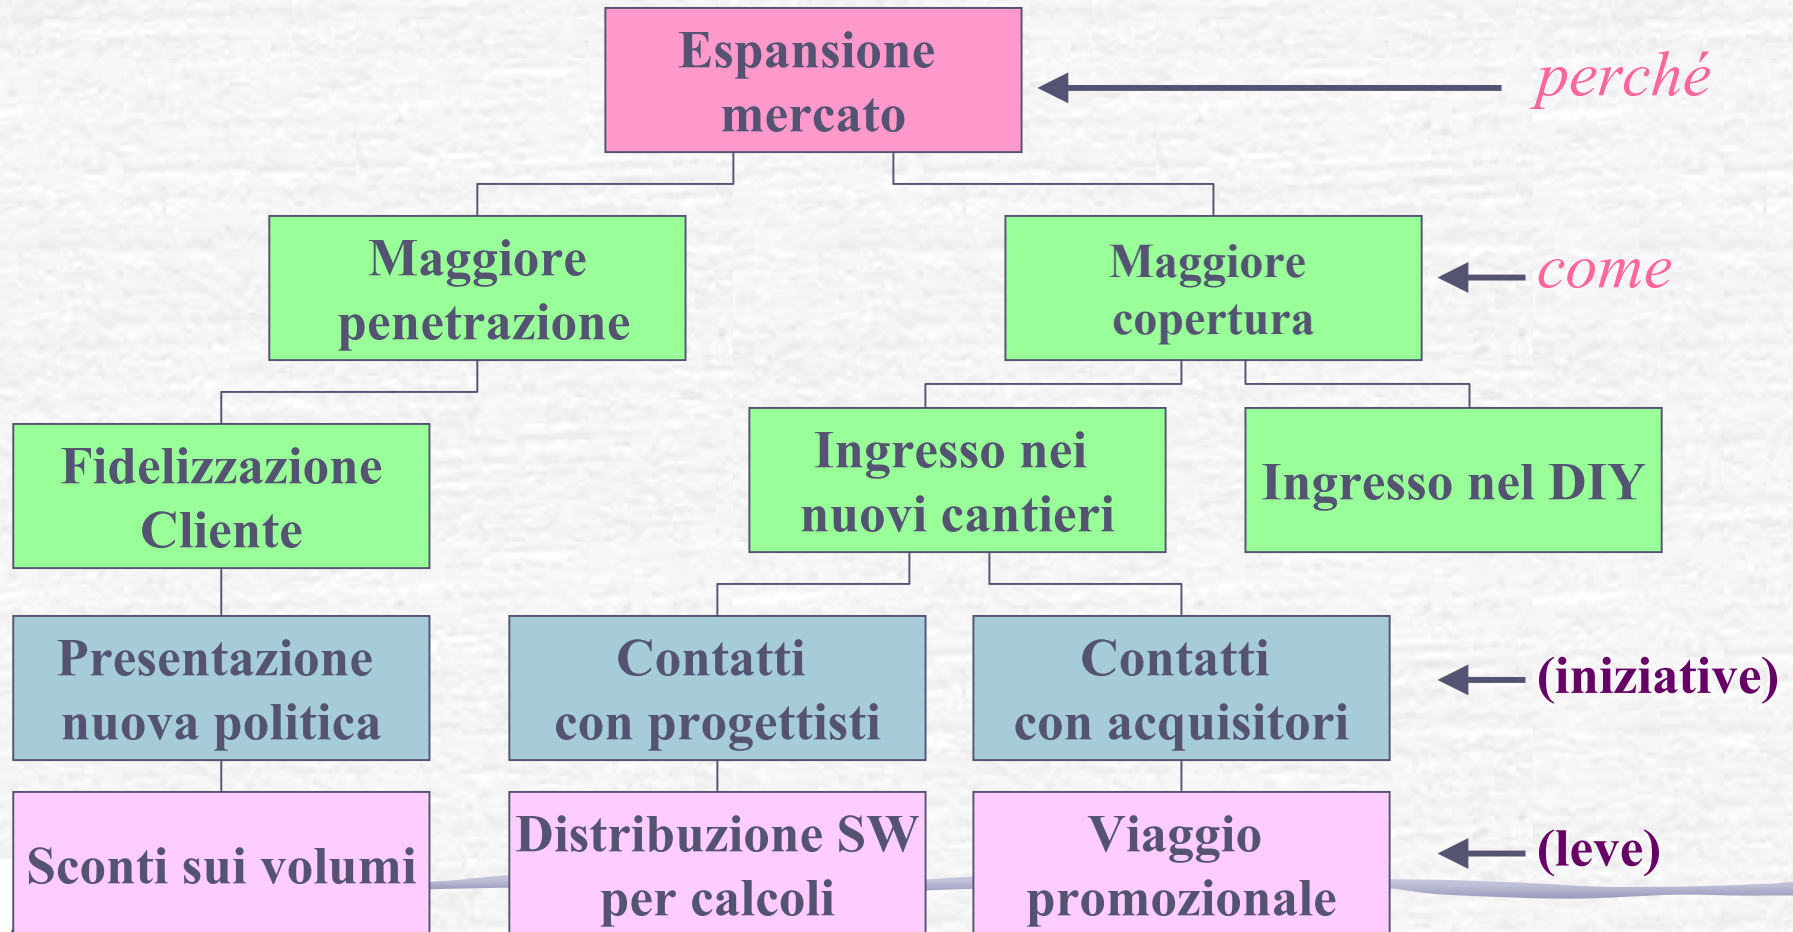 Espansione
mercato
perché
Maggiore
penetrazione
Maggiore
copertura
come
Fidelizzazione
Cliente
Ingresso nei
nuovi cantieri
Ingresso nel DIY
Presentazione
nuova politica
Contatti
con progettisti
Contatti
con acquisitori
(iniziative)
Sconti sui volumi
Distribuzione SW
per calcoli
Viaggio
promozionale
(leve)